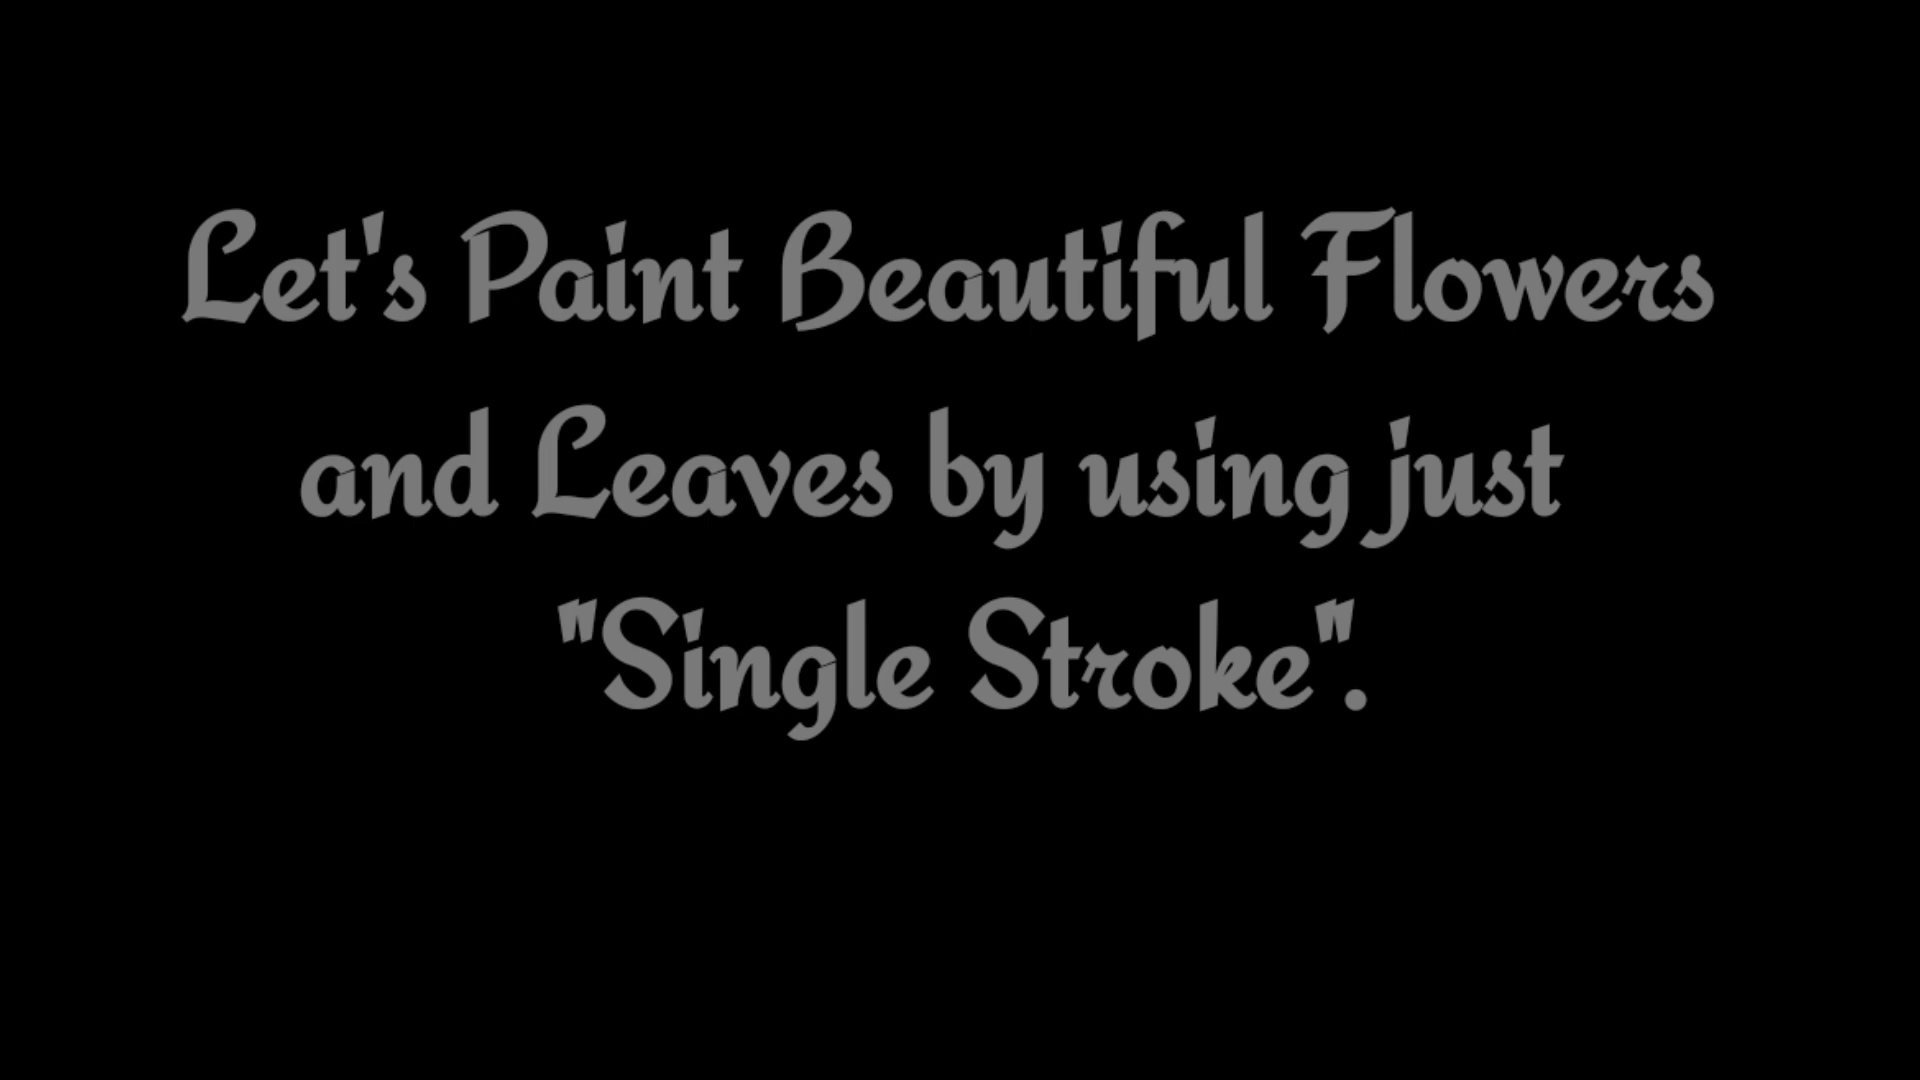 Let's Paint Beautiful Flowers
and Leaves by using just
"Single Stroke".